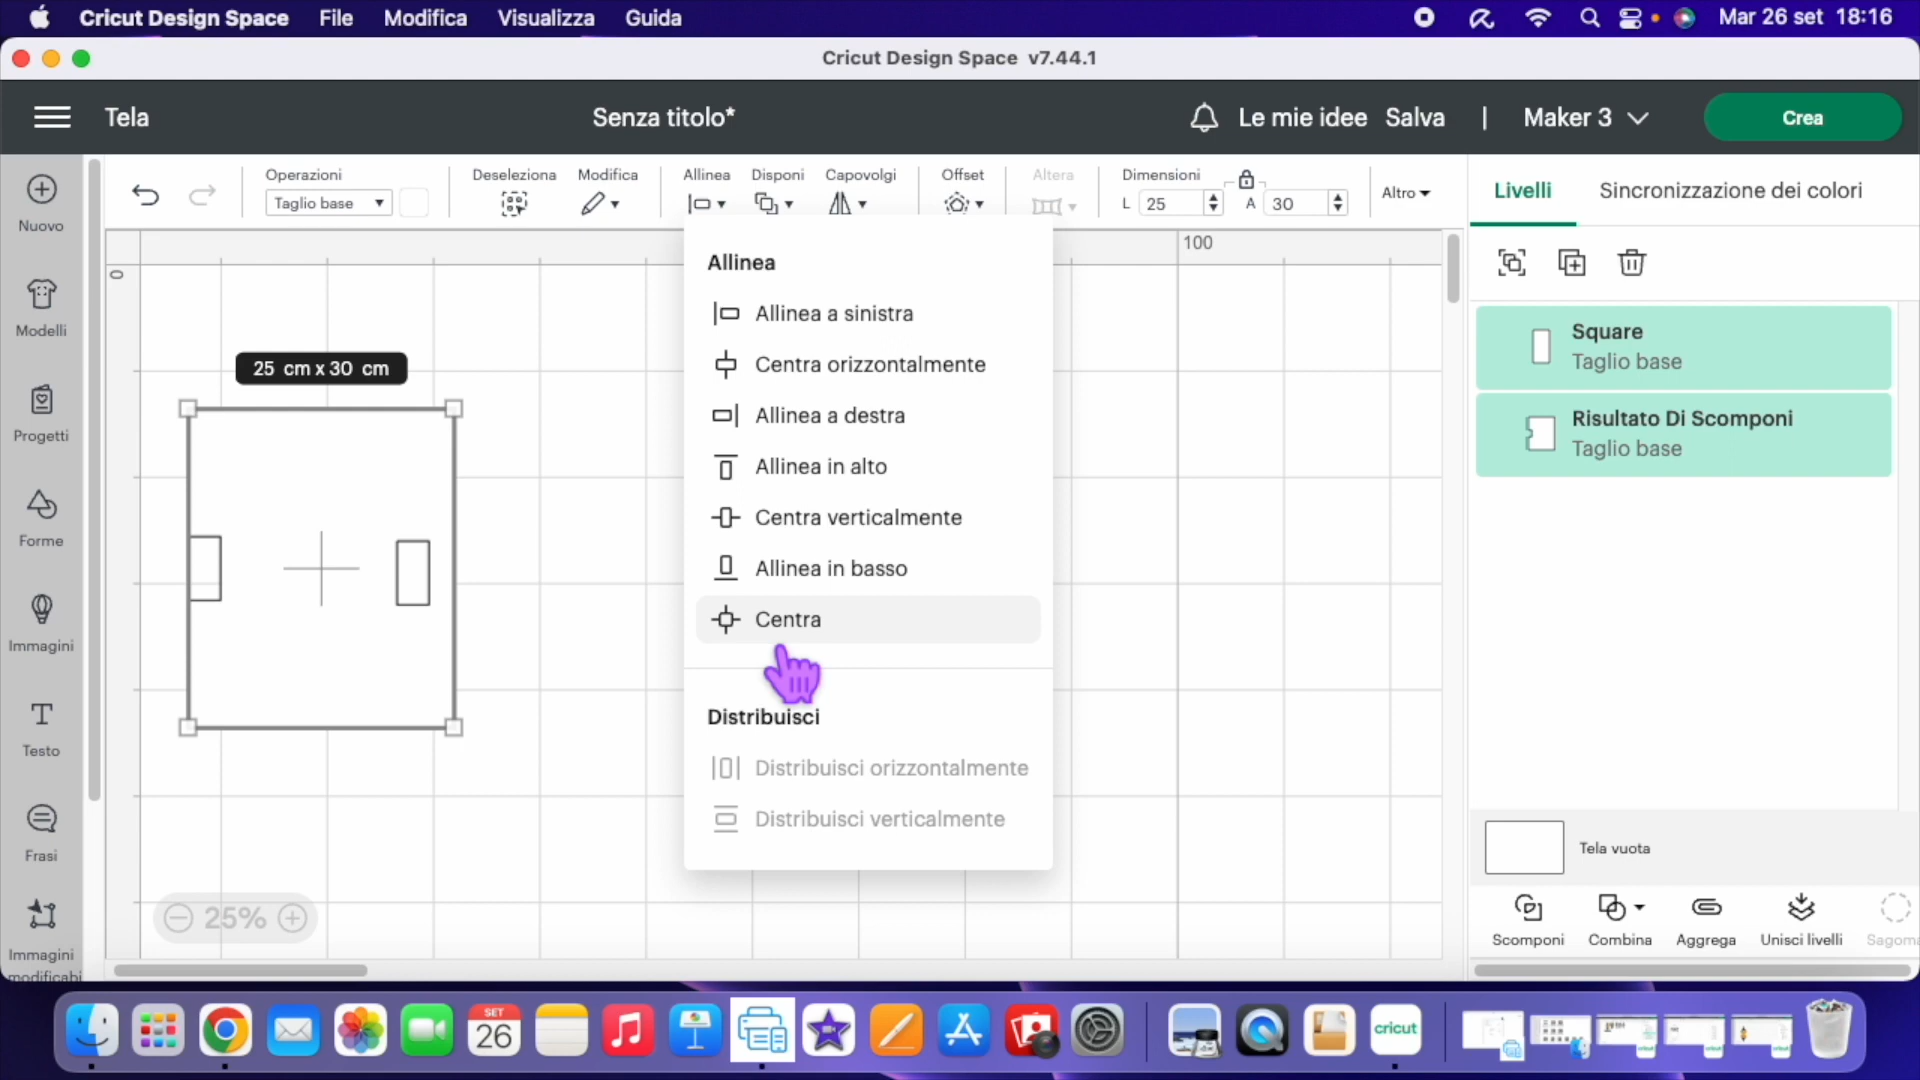 Cricut Design Space File Modifica Visualizza Guida Mar 26 set 18:16
Cricut Design Space v7.44.1
Tela Senza titolo* Le mie idee Salva | Maker 3 Crea
Operazioni Deseleziona Modifica Allinea Disponi Capovolgi Offset Altera Dimensioni
Taglio base L 25 A 30 Altro
Livelli Sincronizzazione dei colori
Nuovo
Modelli
Progetti
Forme
Immagini
Testo
Frasi
Immagini
modificabi
100
0
25 cm x 30 cm
25%
Allinea
Allinea a sinistra
Centra orizzontalmente
Allinea a destra
Allinea in alto
Centra verticalmente
Allinea in basso
Centra
Distribuisci
Distribuisci orizzontalmente
Distribuisci verticalmente
Square
Taglio base
Risultato Di Scomponi
Taglio base
Tela vuota
Scomponi Combina Aggrega Unisci livelli Sagoma
SET
26
cricut